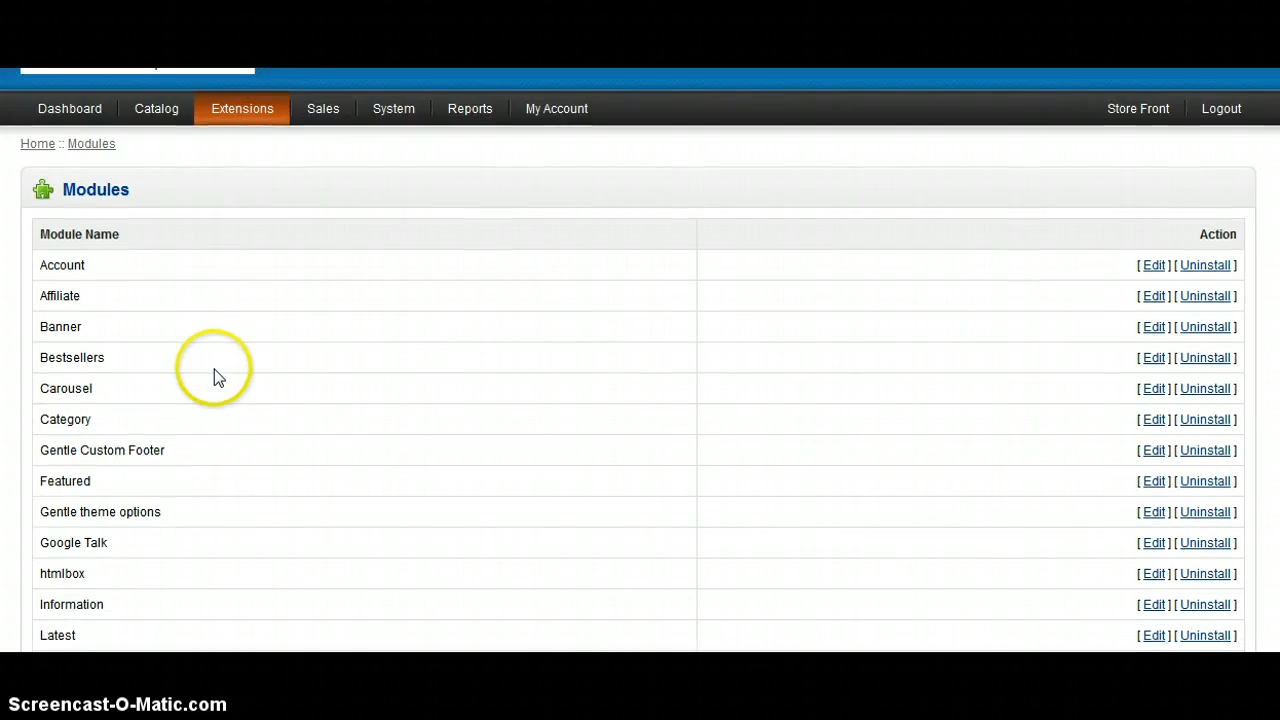 Dashboard Catalog Extensions Sales System Reports My Account Store Front Logout
Home :: Modules
Modules
Module Name Action
Account [ Edit ] [ Uninstall ]
Affiliate [ Edit ] [ Uninstall ]
Banner [ Edit ] [ Uninstall ]
Bestsellers [ Edit ] [ Uninstall ]
Carousel [ Edit ] [ Uninstall ]
Category [ Edit ] [ Uninstall ]
Gentle Custom Footer [ Edit ] [ Uninstall ]
Featured [ Edit ] [ Uninstall ]
Gentle theme options [ Edit ] [ Uninstall ]
Google Talk [ Edit ] [ Uninstall ]
htmlbox [ Edit ] [ Uninstall ]
Information [ Edit ] [ Uninstall ]
Latest [ Edit ] [ Uninstall ]
Screencast-O-Matic.com